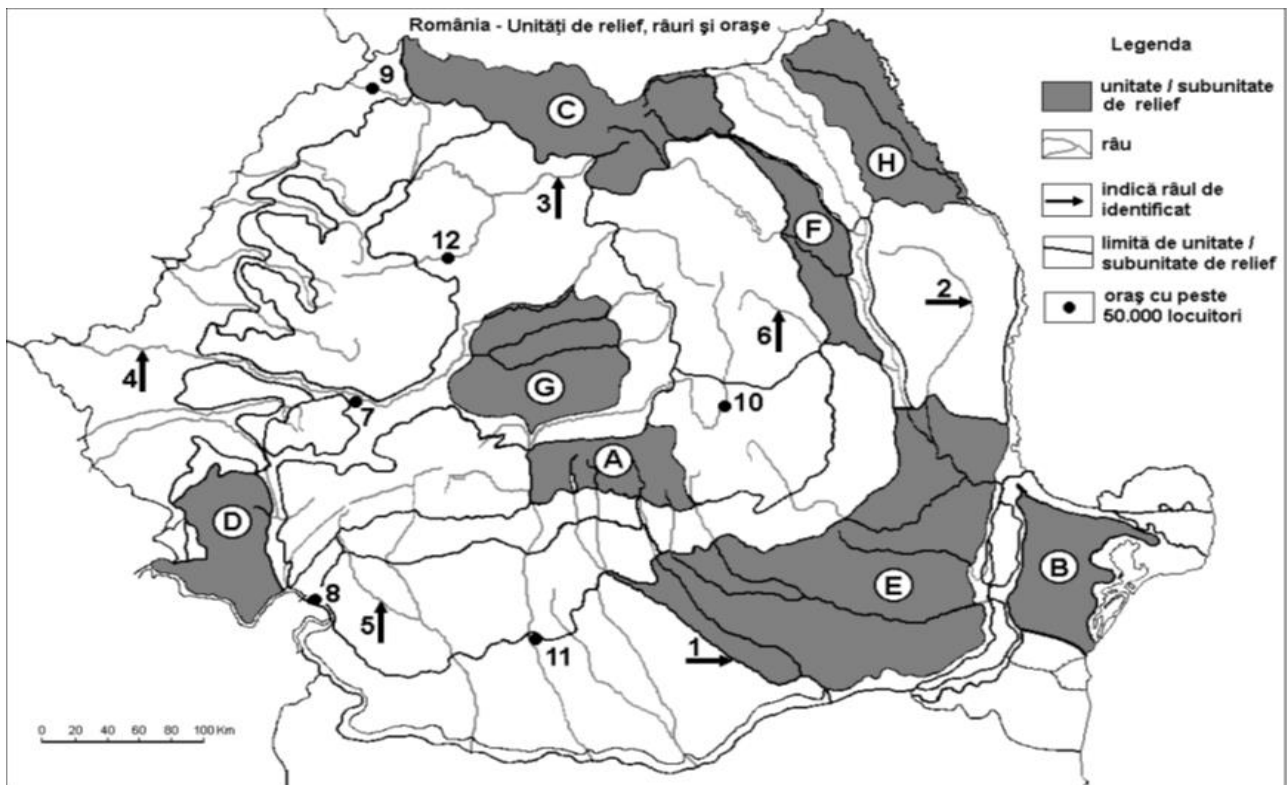 România - Unități de relief, râuri și orașe
Legenda
unitate / subunitate
de relief
râu
indică râul de
identificat
limită de unitate /
subunitate de relief
oraș cu peste
50.000 locuitori
9
C
H
3
F
12
2
6
4
G
7
10
A
D
B
E
8
5
11
1
0 20 40 60 80 100 Km